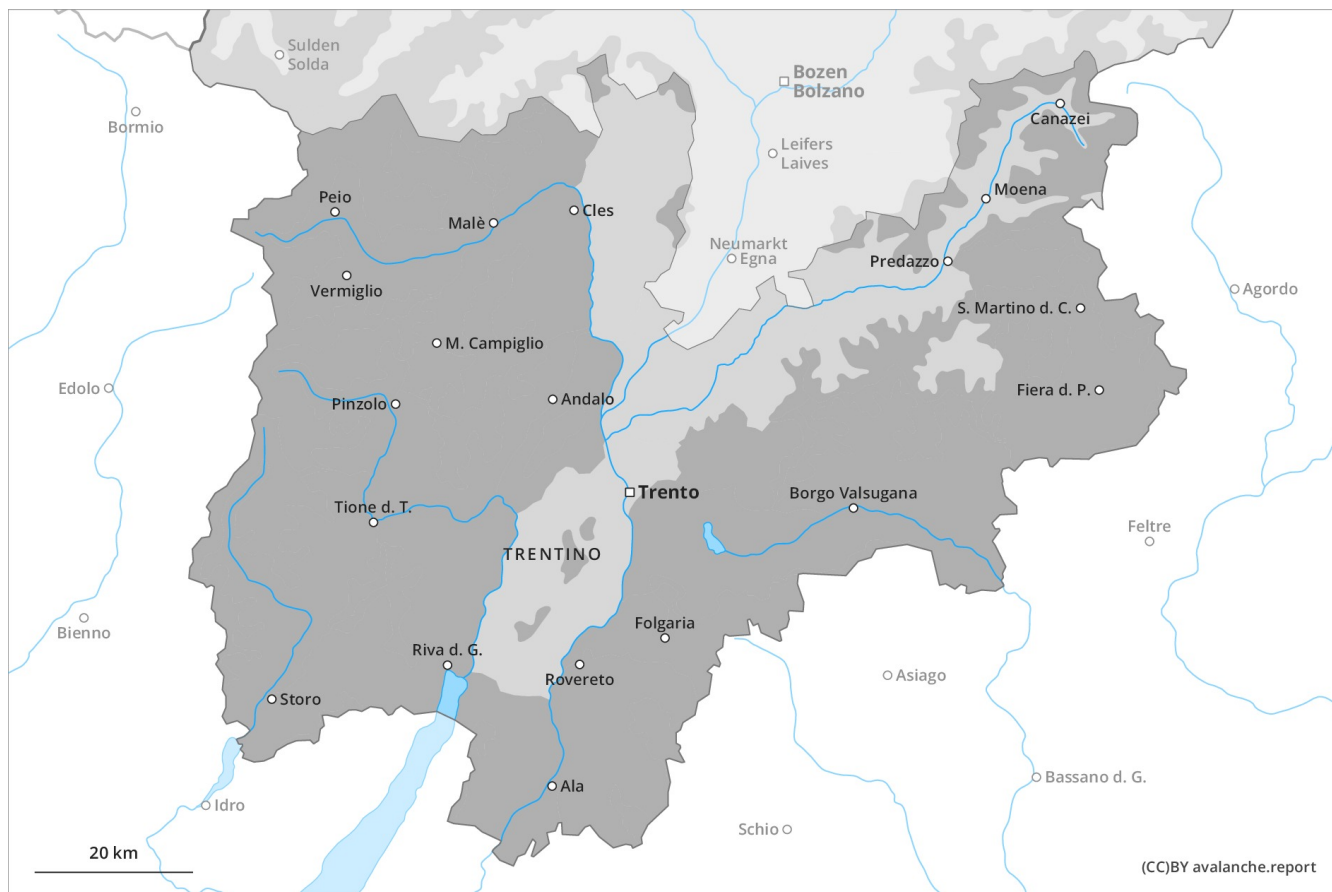 Sulden
Solda
Bozen
Bolzano
Bormio
Canazei
Leifers
Laives
Peio
Moena
Malè
Cles
Neumarkt
Egna
Predazzo
Vermiglio
Agordo
S. Martino d. C.
M. Campiglio
Edolo
Andalo
Fiera d. P.
Pinzolo
Trento
Borgo Valsugana
Tione d. T.
Feltre
TRENTINO
Bienno
Folgaria
Riva d. G.
Rovereto
Asiago
Storo
Bassano d. G.
Ala
Idro
Schio
20 km
(CC)BY avalanche.report